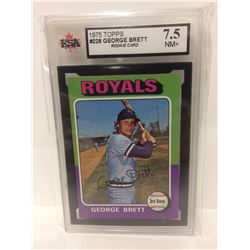 KSA
1975 TOPPS
#228 GEORGE BRETT
ROOKIE CARD
7.5
NM+
ROYALS
George Brett
3rd Base
GEORGE BRETT